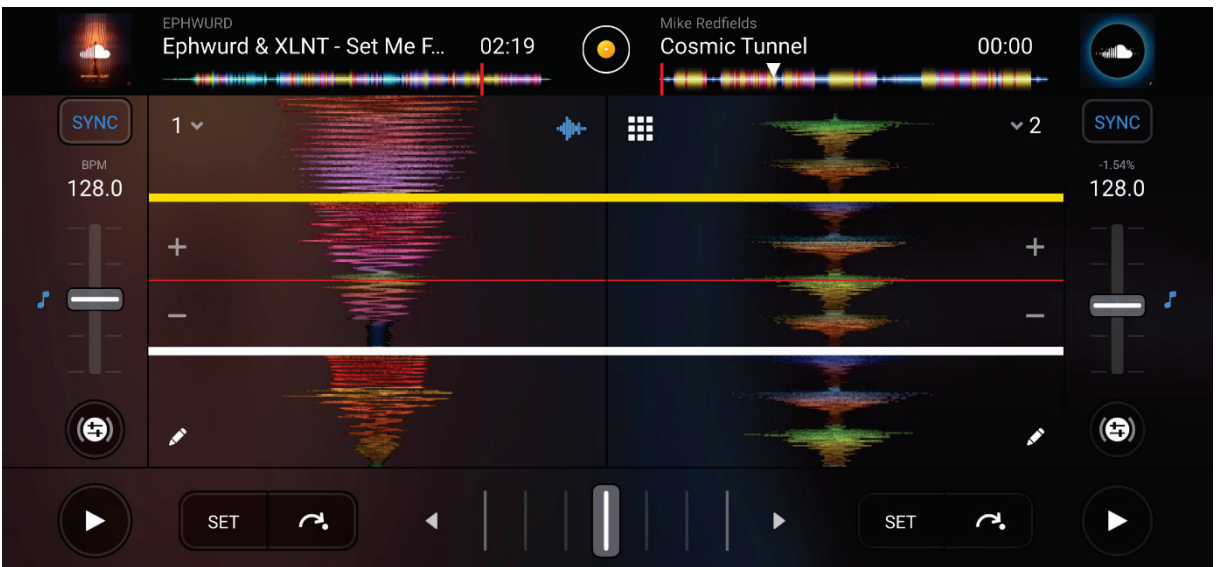 EPHWURD
Ephwurd & XLNT - Set Me F... 02:19
Mike Redfields
Cosmic Tunnel 00:00
SYNC
1
2
SYNC
BPM
128.0
-1.54%
128.0
SET
SET